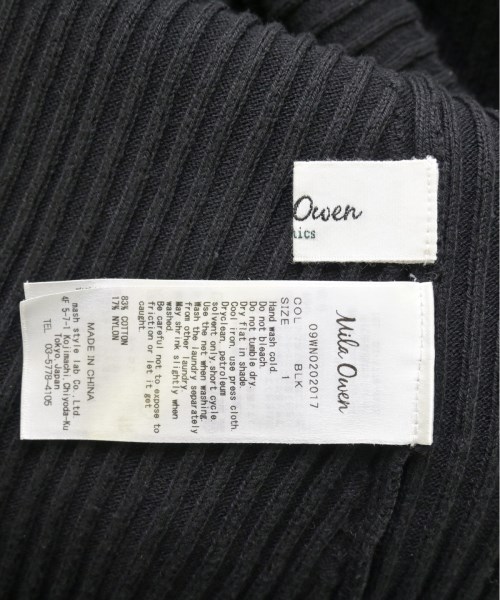 Owen
ics
Mila Owen
09WNO202017
COL BLK
SIZE 1
Hand wash cold.
Do not bleach.
Do not tumble dry.
Dry flat in shade.
Cool iron, use press cloth.
Dryclean, petroleum
solvent only,short cycle.
Use the net when washing.
Wash the laundry separately
from other laundry.
May shrink slightly when
washed.
Be careful not to expose
friction or let it get
caught.
83% COTTON
17% NYLON
MADE IN CHINA
mash style lab Co.,Ltd.
4F 5-7-1 Kojimachi,Chiyoda-Ku
Tokyo,Japan
TEL 03-5778-4105